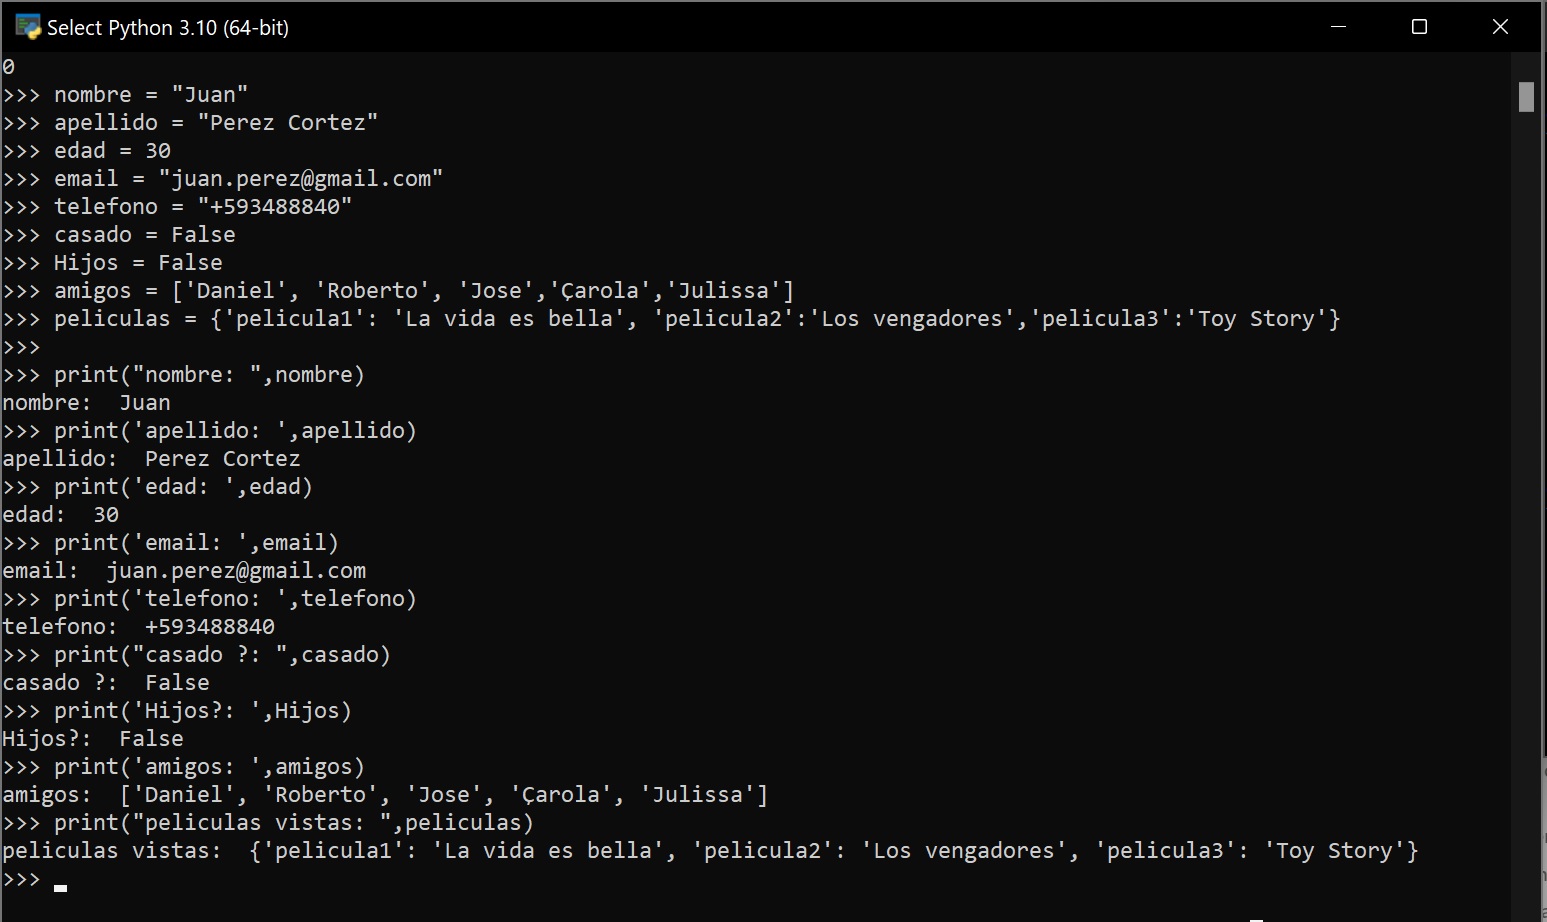 Select Python 3.10 (64-bit)
0
>>> nombre = "Juan"
>>> apellido = "Perez Cortez"
>>> edad = 30
>>> email = "juan.perez@gmail.com"
>>> telefono = "+593488840"
>>> casado = False
>>> Hijos = False
>>> amigos = ['Daniel', 'Roberto', 'Jose','Çarola','Julissa']
>>> peliculas = {'pelicula1': 'La vida es bella', 'pelicula2':'Los vengadores','pelicula3':'Toy Story'}
>>>
>>> print("nombre: ",nombre)
nombre:  Juan
>>> print('apellido: ',apellido)
apellido:  Perez Cortez
>>> print('edad: ',edad)
edad:  30
>>> print('email: ',email)
email:  juan.perez@gmail.com
>>> print('telefono: ',telefono)
telefono:  +593488840
>>> print("casado ?: ",casado)
casado ?:  False
>>> print('Hijos?: ',Hijos)
Hijos?:  False
>>> print('amigos: ',amigos)
amigos:  ['Daniel', 'Roberto', 'Jose', 'Çarola', 'Julissa']
>>> print("peliculas vistas: ",peliculas)
peliculas vistas:  {'pelicula1': 'La vida es bella', 'pelicula2': 'Los vengadores', 'pelicula3': 'Toy Story'}
>>>